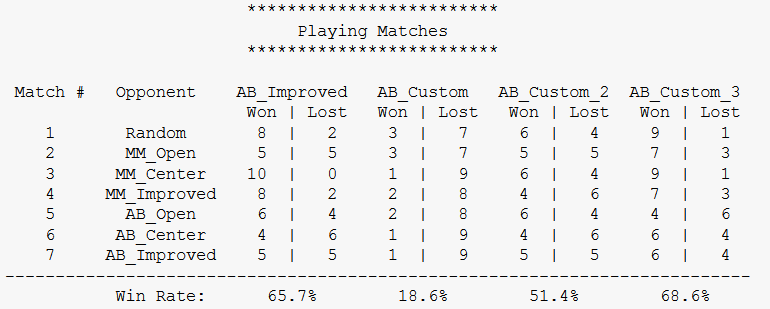 *************************
Playing Matches
*************************
Match # Opponent AB_Improved AB_Custom AB_Custom_2 AB_Custom_3
Won | Lost Won | Lost Won | Lost Won | Lost
1 Random 8 | 2 3 | 7 6 | 4 9 | 1
2 MM_Open 5 | 5 3 | 7 5 | 5 7 | 3
3 MM_Center 10 | 0 1 | 9 6 | 4 9 | 1
4 MM_Improved 8 | 2 2 | 8 4 | 6 7 | 3
5 AB_Open 6 | 4 2 | 8 6 | 4 4 | 6
6 AB_Center 4 | 6 1 | 9 4 | 6 6 | 4
7 AB_Improved 5 | 5 1 | 9 5 | 5 6 | 4
--------------------------------------------------------------------------
Win Rate: 65.7% 18.6% 51.4% 68.6%